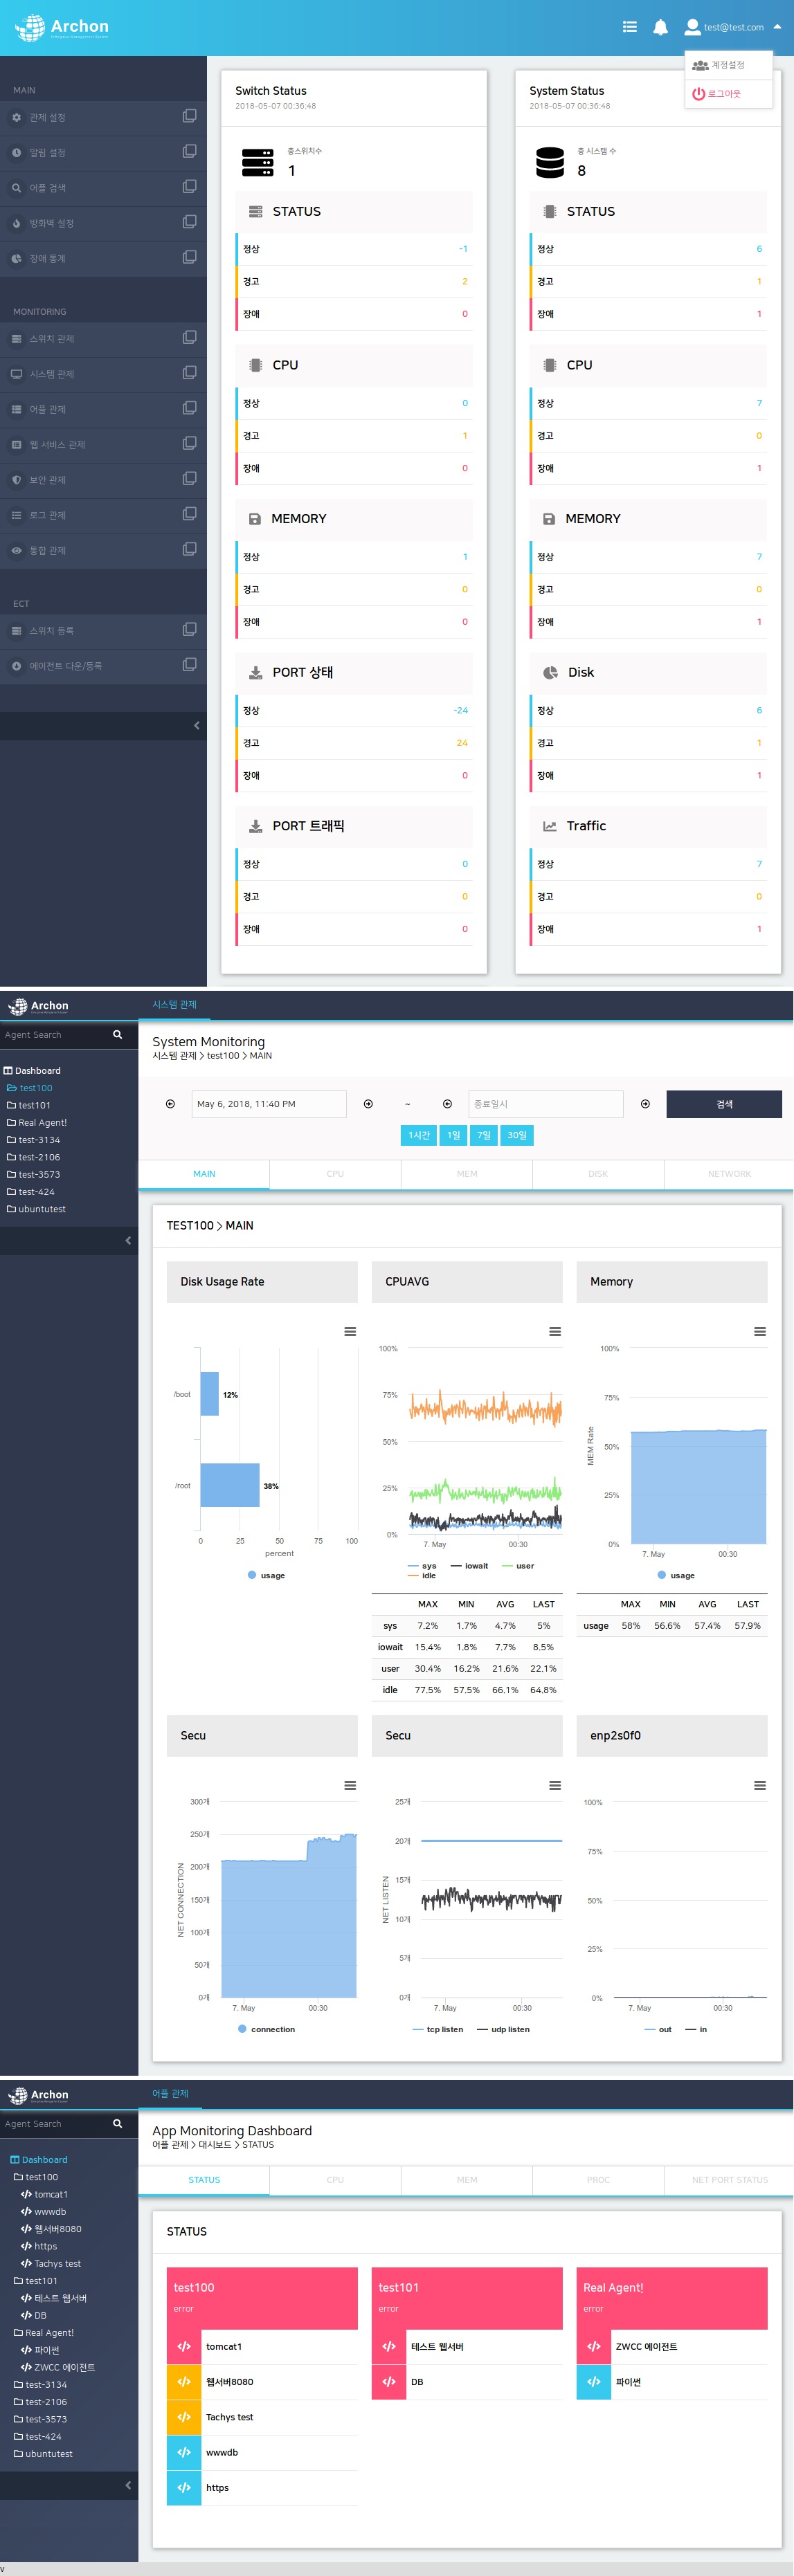 Archon
test@test.com
계정설정
로그아웃
MAIN
관제 설정
알림 설정
어플 검색
방화벽 설정
장애 통계
MONITORING
스위치 관제
시스템 관제
어플 관제
웹 서비스 관제
보안 관제
로그 관제
통합 관제
ECT
스위치 등록
에이전트 다운/등록
Switch Status
2018-05-07 00:36:48
총스위치수
1
STATUS
정상 -1
경고 2
장애 0
CPU
정상 0
경고 1
장애 0
MEMORY
정상 1
경고 0
장애 0
PORT 상태
정상 -24
경고 24
장애 0
PORT 트래픽
정상 0
경고 0
장애 0
System Status
2018-05-07 00:36:48
총 시스템 수
8
STATUS
정상 6
경고 1
장애 1
CPU
정상 7
경고 0
장애 1
MEMORY
정상 7
경고 0
장애 1
Disk
정상 6
경고 1
장애 1
Traffic
정상 7
경고 0
장애 1
Archon
시스템 관제
Agent Search
Dashboard
test100
test101
Real Agent!
test-3134
test-2106
test-3573
test-424
ubuntutest
System Monitoring
시스템 관제 > test100 > MAIN
May 6, 2018, 11:40 PM ~ 종료일시 검색
1시간 1일 7일 30일
MAIN CPU MEM DISK NETWORK
TEST100 > MAIN
Disk Usage Rate
/boot 12%
/root 38%
0 25 50 75 100
percent
usage
CPUAVG
100%
75%
50%
25%
0%
7. May 00:30
sys iowait user
idle
MAX MIN AVG LAST
sys 7.2% 1.7% 4.7% 5%
iowait 15.4% 1.8% 7.7% 8.5%
user 30.4% 16.2% 21.6% 22.1%
idle 77.5% 57.5% 66.1% 64.8%
Memory
MEM Rate
100%
75%
50%
25%
0%
7. May 00:30
usage
MAX MIN AVG LAST
usage 58% 56.6% 57.4% 57.9%
Secu
NET CONNECTION
300개
250개
200개
150개
100개
50개
0개
7. May 00:30
connection
Secu
NET LISTEN
25개
20개
15개
10개
5개
0개
7. May 00:30
tcp listen udp listen
enp2s0f0
100%
75%
50%
25%
0%
7. May 00:30
out in
Archon
어플 관제
Agent Search
Dashboard
test100
tomcat1
wwwdb
웹서버8080
https
Tachys test
test101
테스트 웹서버
DB
Real Agent!
파이썬
ZWCC 에이전트
test-3134
test-2106
test-3573
test-424
ubuntutest
App Monitoring Dashboard
어플 관제 > 대시보드 > STATUS
STATUS CPU MEM PROC NET PORT STATUS
STATUS
test100
error
tomcat1
웹서버8080
Tachys test
wwwdb
https
test101
error
테스트 웹서버
DB
Real Agent!
error
ZWCC 에이전트
파이썬
v